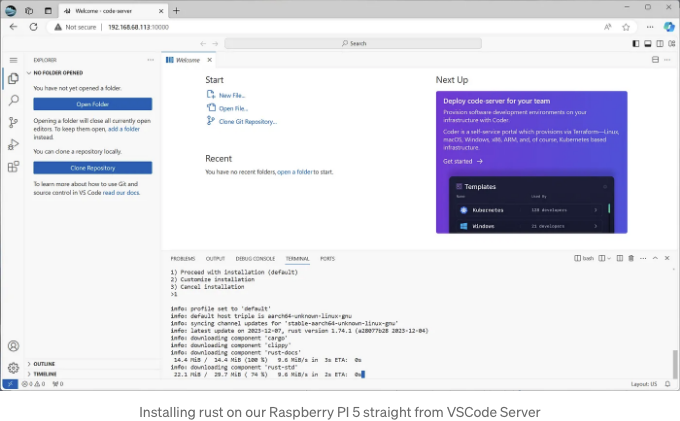 Welcome - code-server
Not secure 192.168.68.113:10000
Search
EXPLORER
Welcome
NO FOLDER OPENED
You have not yet opened a folder.
Open Folder
Opening a folder will close all currently open
editors. To keep them open, add a folder
instead.
You can clone a repository locally.
Clone Repository
To learn more about how to use Git and
source control in VS Code read our docs.
OUTLINE
TIMELINE
Start
New File...
Open File...
Clone Git Repository...
Recent
You have no recent folders, open a folder to start.
Next Up
Deploy code-server for your team
Provision software development environments on your
infrastructure with Coder.
Coder is a self-service portal which provisions via Terraform—Linux,
macOS, Windows, x86, ARM, and, of course, Kubernetes based
infrastructure.
Get started →
Templates
Name Used By
Kubernetes 120 developers
Windows 21 developers
PROBLEMS OUTPUT DEBUG CONSOLE TERMINAL PORTS
bash
1) Proceed with installation (default)
2) Customize installation
3) Cancel installation
>1
info: profile set to 'default'
info: default host triple is aarch64-unknown-linux-gnu
info: syncing channel updates for 'stable-aarch64-unknown-linux-gnu'
info: latest update on 2023-12-07, rust version 1.74.1 (a28077b28 2023-12-04)
info: downloading component 'cargo'
info: downloading component 'clippy'
info: downloading component 'rust-docs'
14.4 MiB / 14.4 MiB (100 %) 9.6 MiB/s in 3s ETA: 0s
info: downloading component 'rust-std'
22.1 MiB / 28.7 MiB ( 74 %) 9.6 MiB/s in 2s ETA: 0s
0 0 0
Layout: US
Installing rust on our Raspberry PI 5 straight from VSCode Server